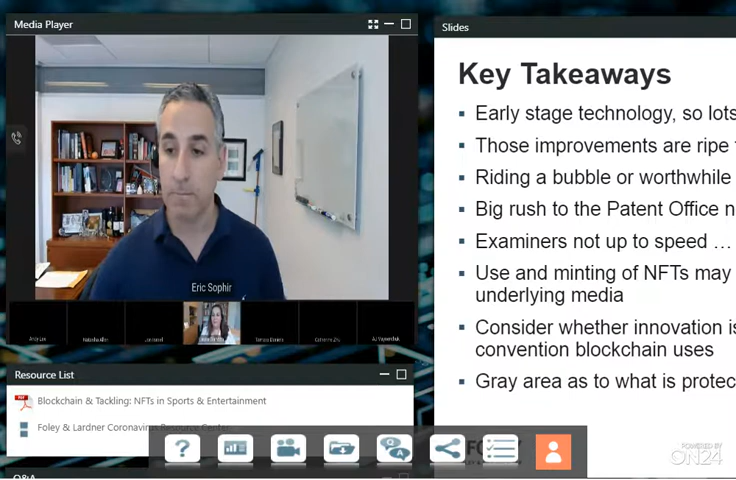 Media Player
Eric Sophir
Andy Lee
Resource List
PDF
Blockchain & Tackling: NFTs in Sports & Entertainment
Foley & Lardner Coronavirus Resource Center
Q&A
Slides
Key Takeaways
Early stage technology, so lots
Those improvements are ripe
Riding a bubble or worthwhile
Big rush to the Patent Office n
Examiners not up to speed …
Use and minting of NFTs may
underlying media
Consider whether innovation is
convention blockchain uses
Gray area as to what is protec
?
Q
A
POWERED BY
ON24